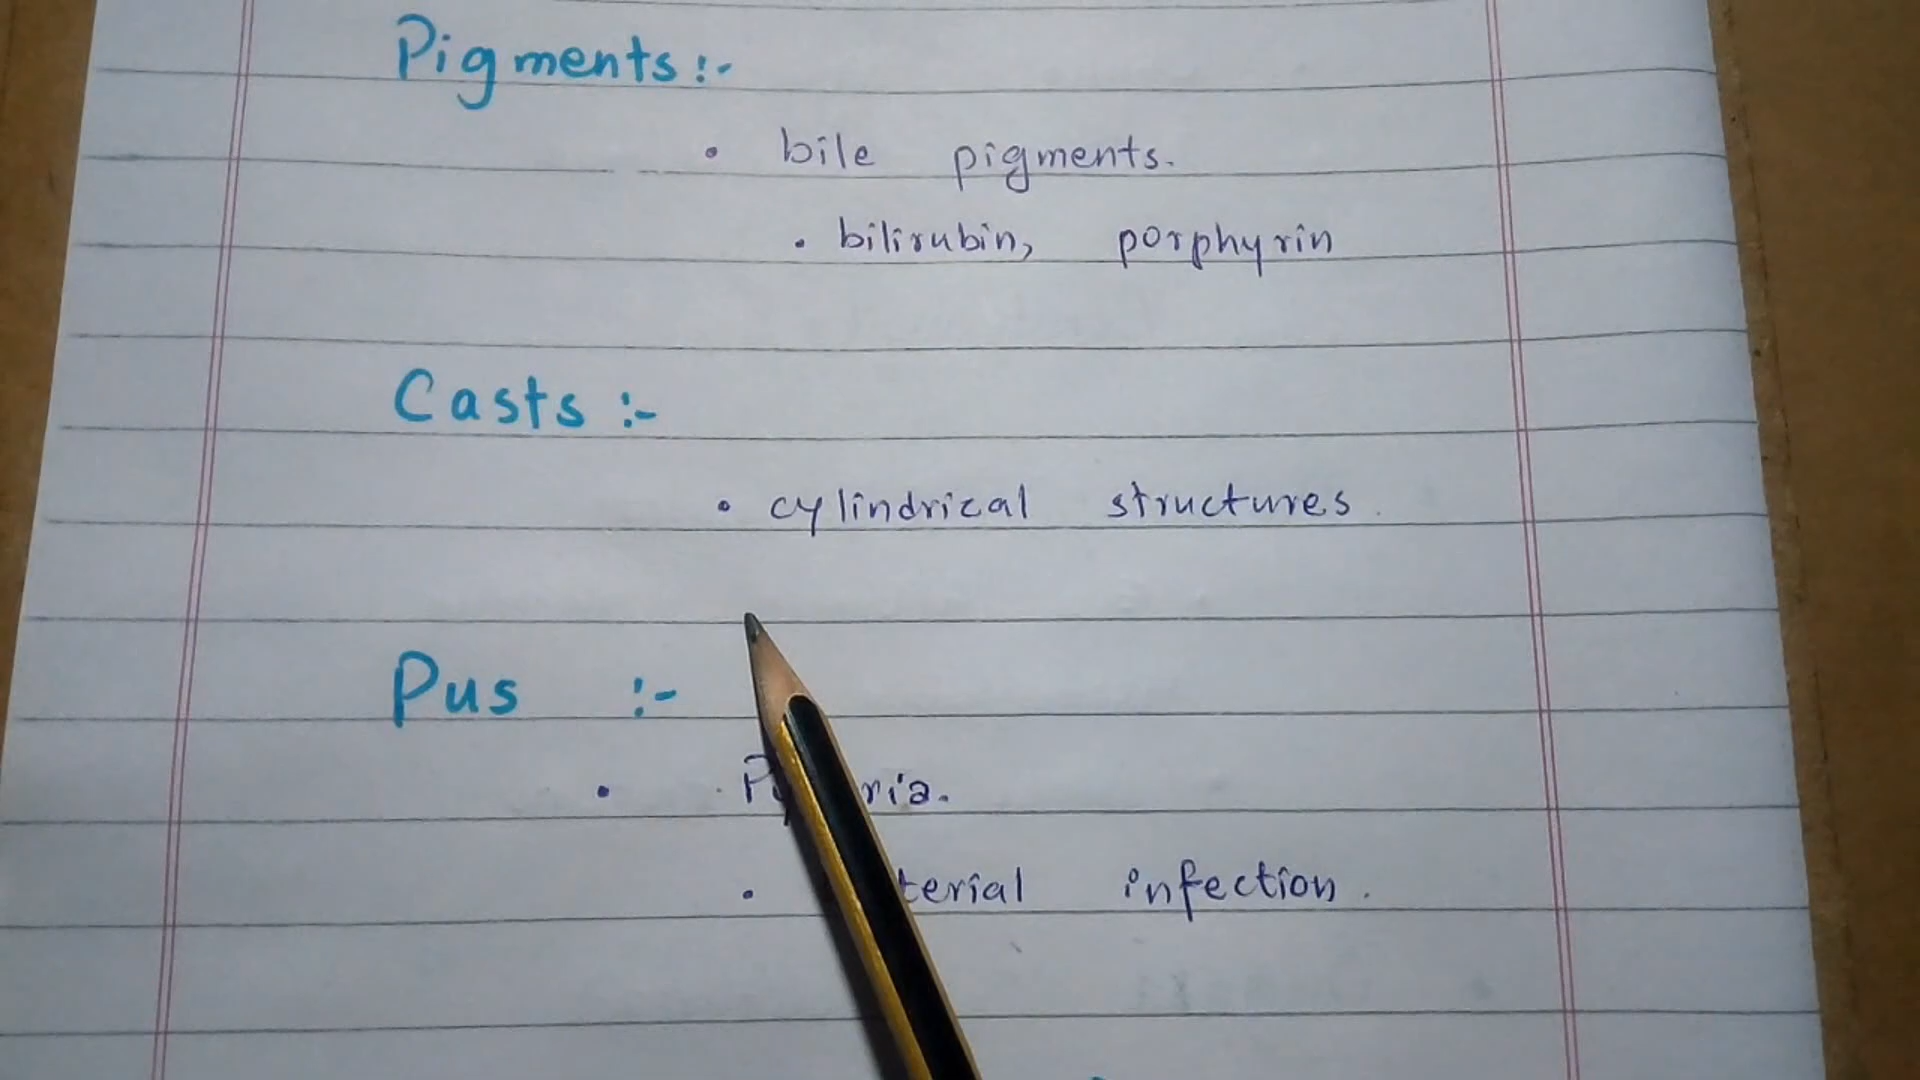 Pigments :-
• bile pigments.
• bilirubin, porphyrin
Casts :-
• cylindrical structures.
Pus :-
•
• infection.